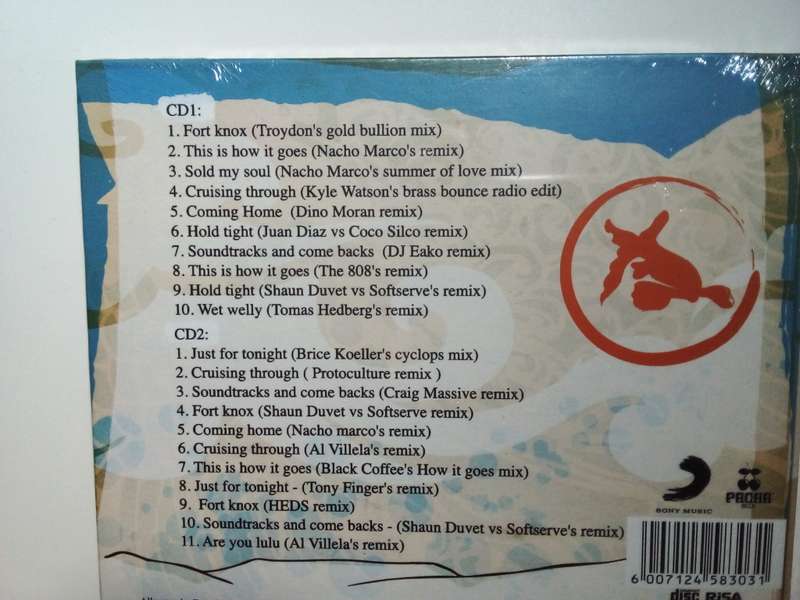 CD1:
1. Fort knox (Troydon's gold bullion mix)
2. This is how it goes (Nacho Marco's remix)
3. Sold my soul (Nacho Marco's summer of love mix)
4. Cruising through (Kyle Watson's brass bounce radio edit)
5. Coming Home (Dino Moran remix)
6. Hold tight (Juan Diaz vs Coco Silco remix)
7. Soundtracks and come backs (DJ Eako remix)
8. This is how it goes (The 808's remix)
9. Hold tight (Shaun Duvet vs Softserve's remix)
10. Wet welly (Tomas Hedberg's remix)
CD2:
1. Just for tonight (Brice Koeller's cyclops mix)
2. Cruising through ( Protoculture remix )
3. Soundtracks and come backs (Craig Massive remix)
4. Fort knox (Shaun Duvet vs Softserve remix)
5. Coming home (Nacho marco's remix)
6. Cruising through (Al Villela's remix)
7. This is how it goes (Black Coffee's How it goes mix)
8. Just for tonight - (Tony Finger's remix)
9. Fort knox (HEDS remix)
10. Soundtracks and come backs - (Shaun Duvet vs Softserve's remix)
11. Are you lulu (Al Villela's remix)
SONY MUSIC
PACHA
IBIZA
6 007124 583031
disc RiSA